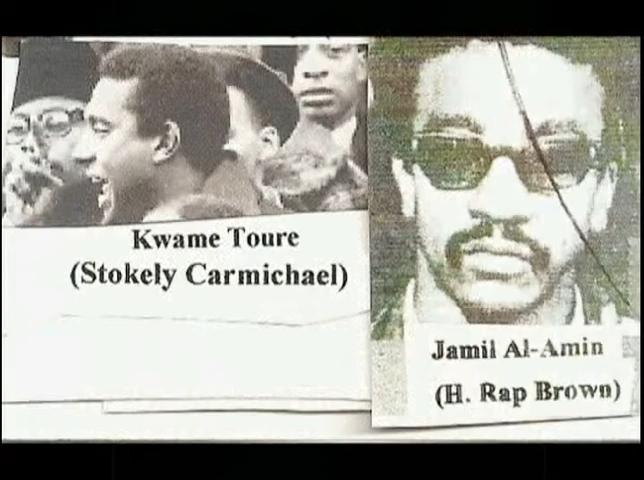 Kwame Toure
(Stokely Carmichael)
Jamil Al-Amin
(H. Rap Brown)